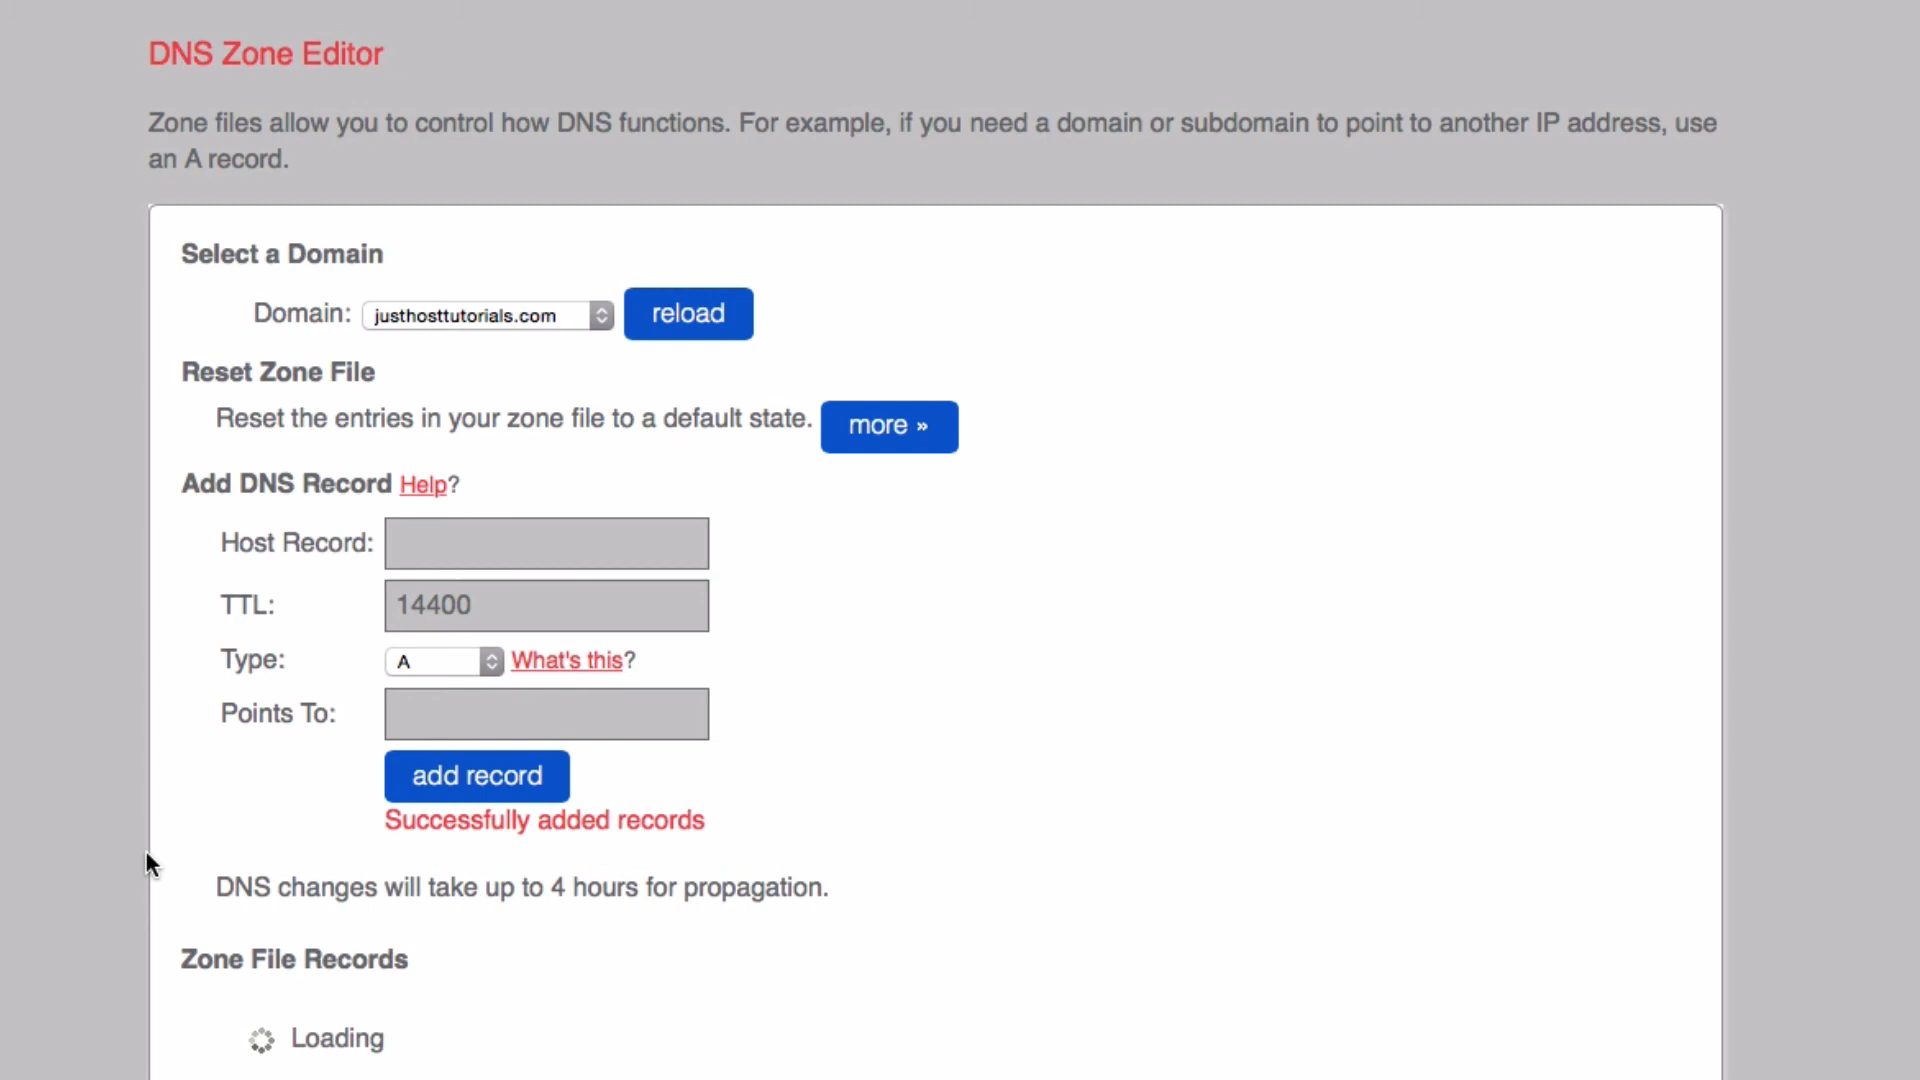 DNS Zone Editor
Zone files allow you to control how DNS functions. For example, if you need a domain or subdomain to point to another IP address, use
an A record.
Select a Domain
Domain: justhosttutorials.com reload
Reset Zone File
Reset the entries in your zone file to a default state. more »
Add DNS Record Help?
Host Record:
TTL: 14400
Type: A What's this?
Points To:
add record
Successfully added records
DNS changes will take up to 4 hours for propagation.
Zone File Records
Loading